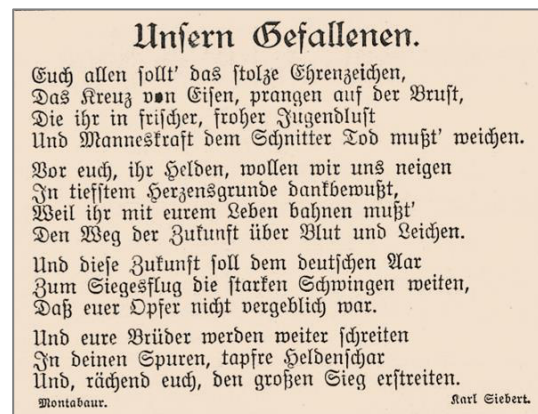 Unsern Gefallenen.
Euch allen sollt' das stolze Ehrenzeichen,
Das Kreuz von Eisen, prangen auf der Brust,
Die ihr in frischer, froher Jugendlust
Und Manneskraft dem Schnitter Tod mußt' weichen.
Vor euch, ihr Helden, wollen wir uns neigen
In tiefstem Herzensgrunde dankbewußt,
Weil ihr mit eurem Leben bahnen mußt'
Den Weg der Zukunft über Blut und Leichen.
Und diese Zukunft soll dem deutschen Aar
Zum Siegesflug die starken Schwingen weiten,
Daß euer Opfer nicht vergeblich war.
Und eure Brüder werden weiter schreiten
In deinen Spuren, tapfre Heldenschar
Und, rächend euch, den großen Sieg erstreiten.
Montabaur. Karl Siebert.